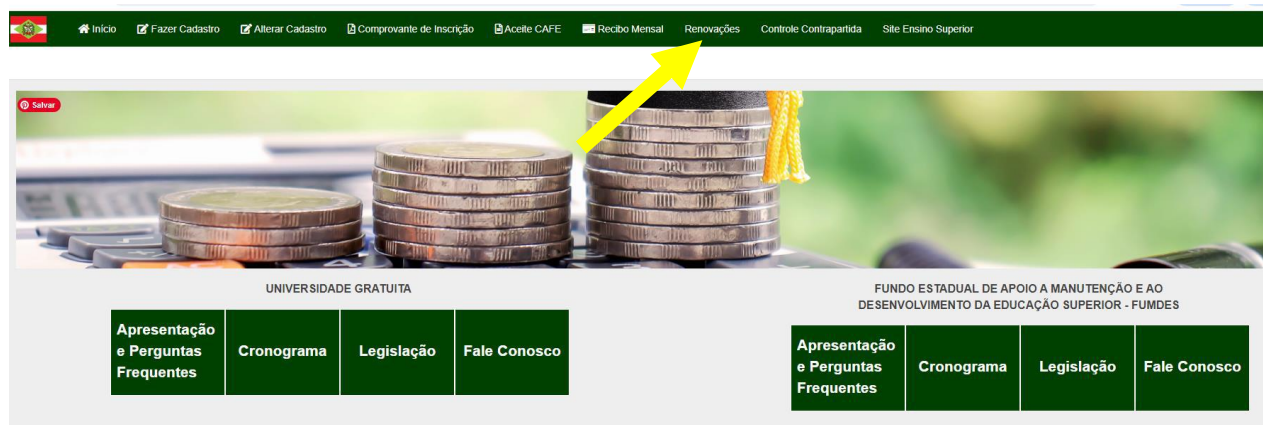 Início Fazer Cadastro Alterar Cadastro Comprovante de Inscrição Aceite CAFE Recibo Mensal Renovações Controle Contrapartida Site Ensino Superior
Salvar
UNIVERSIDADE GRATUITA
Apresentação
e Perguntas
Frequentes
Cronograma
Legislação
Fale Conosco
FUNDO ESTADUAL DE APOIO A MANUTENÇÃO E AO
DESENVOLVIMENTO DA EDUCAÇÃO SUPERIOR - FUMDES
Apresentação
e Perguntas
Frequentes
Cronograma
Legislação
Fale Conosco